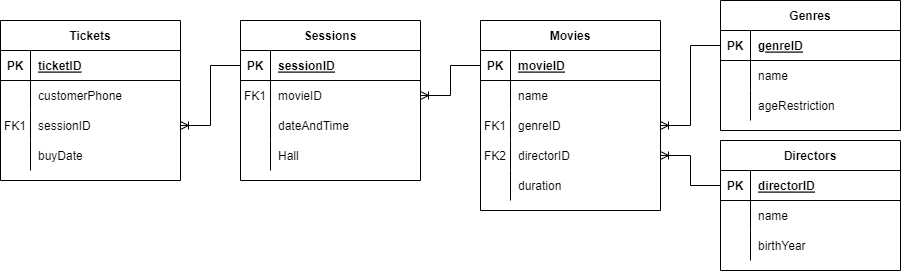 Tickets
PK ticketID
customerPhone
FK1 sessionID
buyDate
Sessions
PK sessionID
FK1 movieID
dateAndTime
Hall
Movies
PK movieID
name
FK1 genreID
FK2 directorID
duration
Genres
PK genreID
name
ageRestriction
Directors
PK directorID
name
birthYear